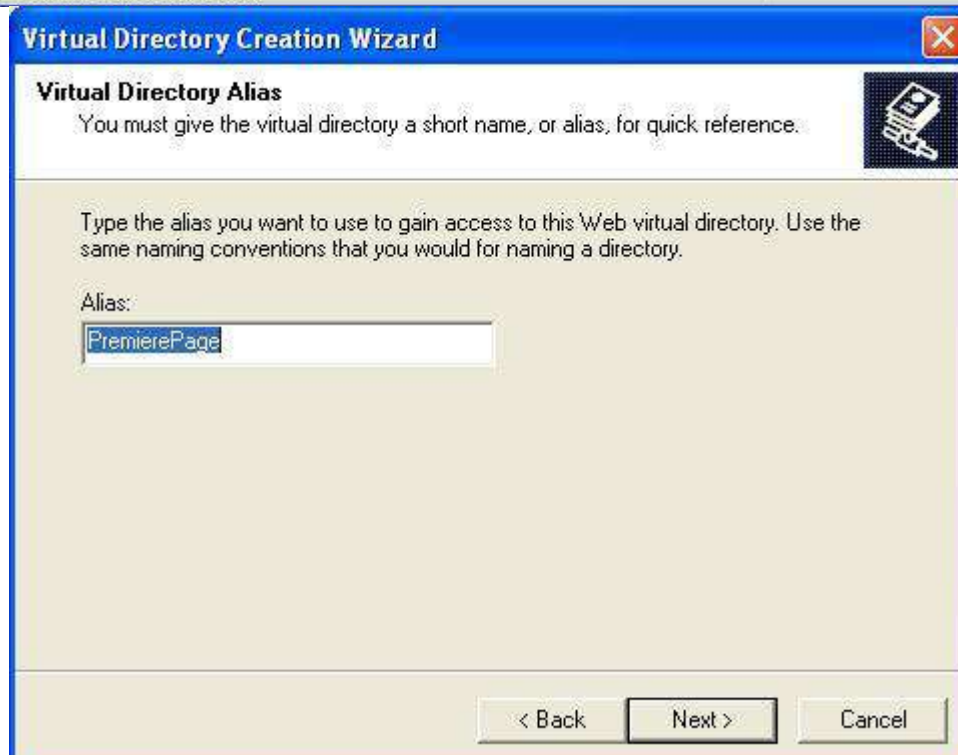 Virtual Directory Creation Wizard
Virtual Directory Alias
You must give the virtual directory a short name, or alias, for quick reference.
Type the alias you want to use to gain access to this Web virtual directory. Use the
same naming conventions that you would for naming a directory.
Alias:
PremierePage
< Back Next > Cancel